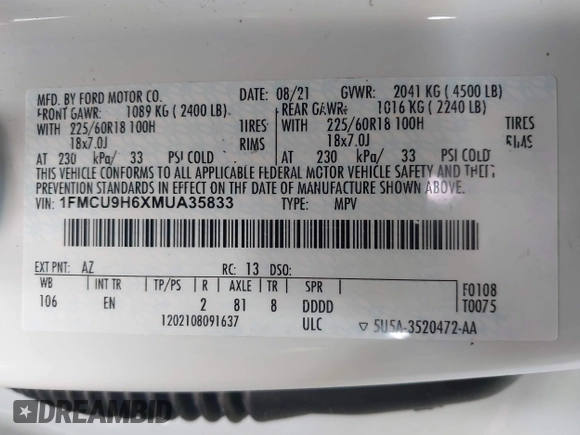 MFD. BY FORD MOTOR CO.
DATE: 08/21 GVWR: 2041 KG ( 4500 LB)
FRONT GAWR: 1089 KG ( 2400 LB) REAR GAWR: 1016 KG ( 2240 LB)
WITH 225/60R18 100H TIRES WITH 225/60R18 100H TIRES
18x7.0J RIMS 18x7.0J RIMS
AT 230 kPa/ 33 PSI COLD AT 230 kPa/ 33 PSI COLD
THIS VEHICLE CONFORMS TO ALL APPLICABLE FEDERAL MOTOR VEHICLE SAFETY AND THEFT
PREVENTION STANDARDS IN EFFECT ON THE DATE OF MANUFACTURE SHOWN ABOVE.
VIN: 1FMCU9H6XMUA35833 TYPE: MPV
EXT PNT: AZ RC: 13 DSO:
WB INT TR TP/PS R AXLE TR SPR F0108
106 EN 2 81 8 DDDD T0075
1202108091637 ULC ▽ 5U5A-3520472-AA
DREAMBID